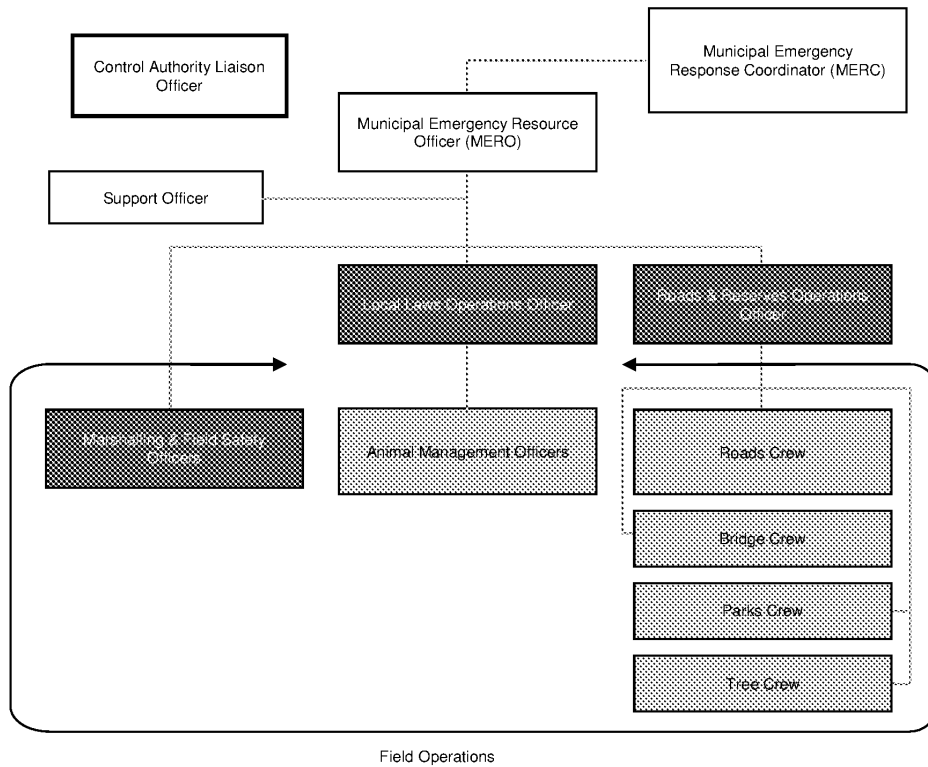 Control Authority Liaison
Officer
Municipal Emergency
Response Coordinator (MERC)
Municipal Emergency Resource
Officer (MERO)
Support Officer
Local Laws Operations Officer
Roads & Reserves Operations
Officer
Marshalling & Field Safety
Officers
Animal Management Officers
Roads Crew
Bridge Crew
Parks Crew
Tree Crew
Field Operations